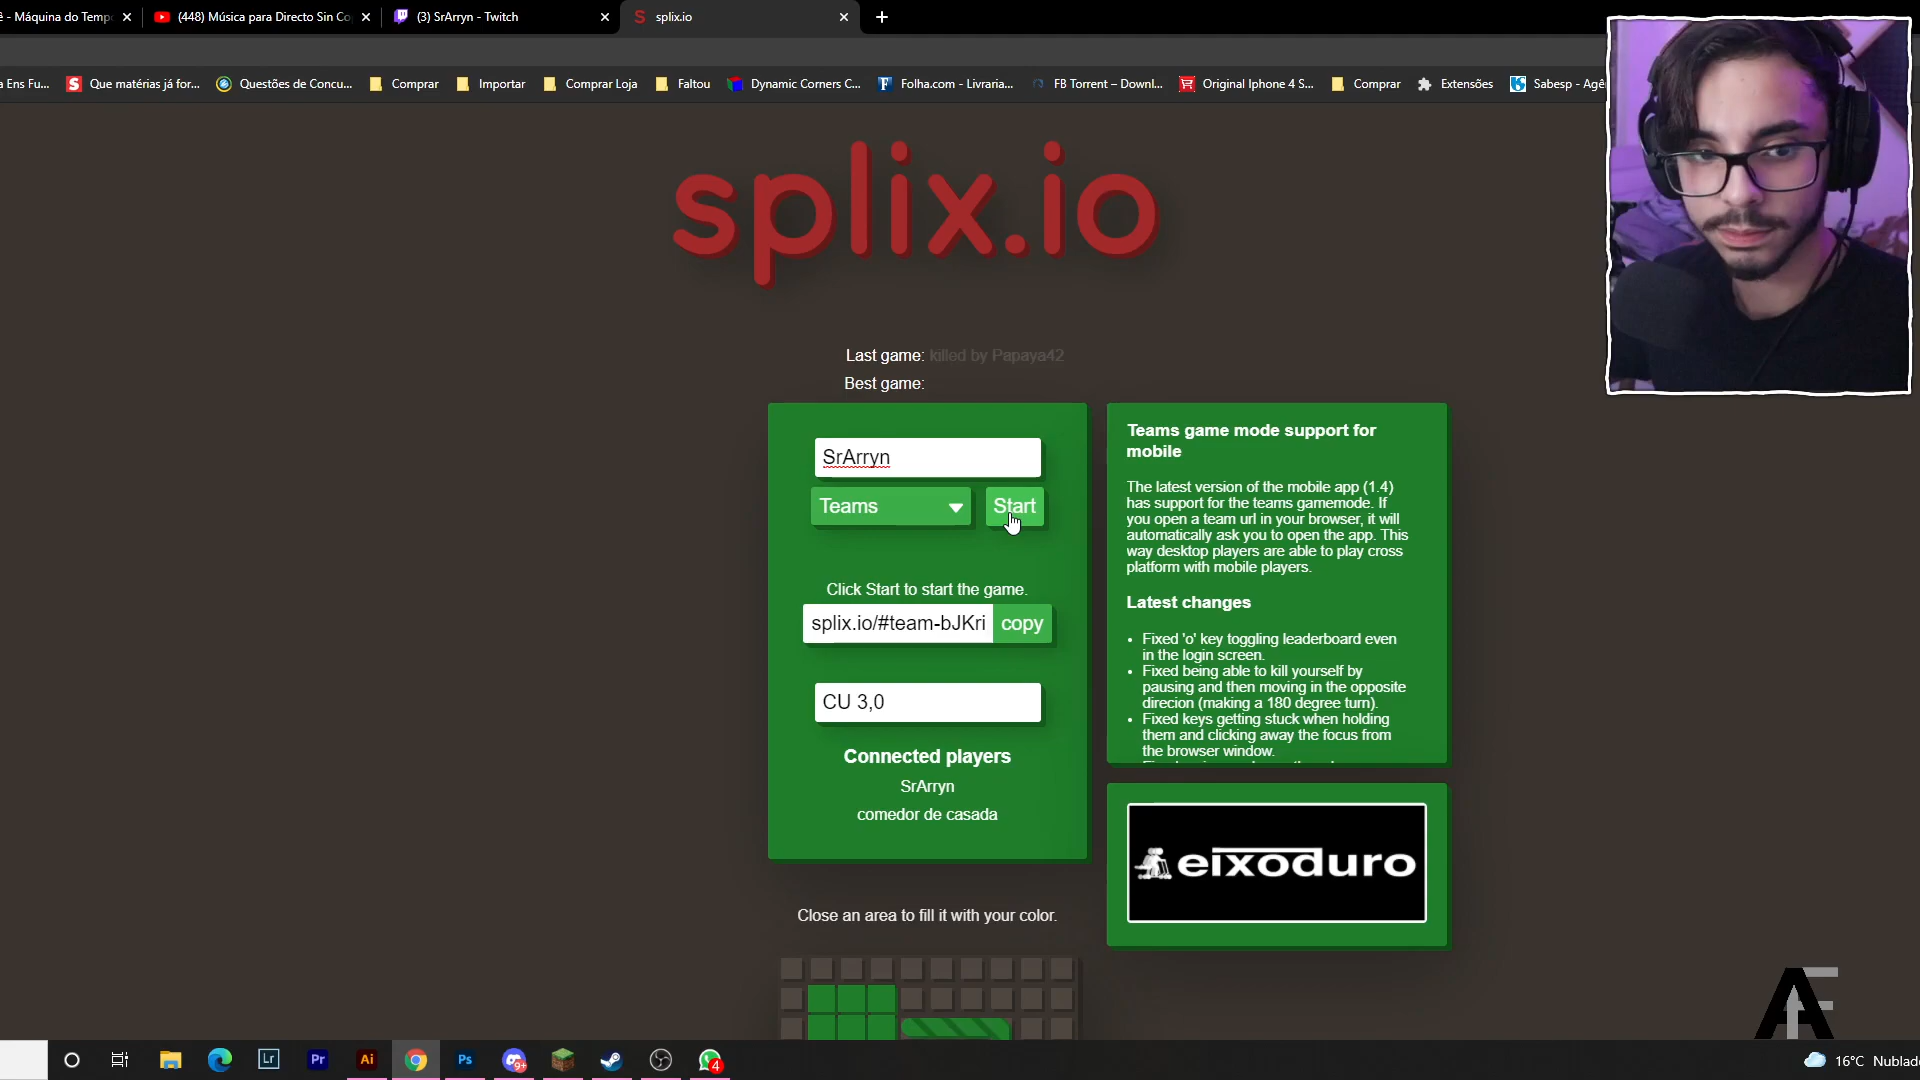 ê - Máquina do Temp
(448) Música para Directo Sin Co
(3) SrArryn - Twitch
splix.io
a Ens Fu...
Que matérias já for...
Questões de Concu...
Comprar
Importar
Comprar Loja
Faltou
Dynamic Corners C...
Folha.com - Livraria...
FB Torrent – Downl...
Original Iphone 4 S...
Comprar
Extensões
Sabesp - Agê
splix.io
Last game: killed by Papaya42
Best game:
SrArryn
Teams
Start
Click Start to start the game.
splix.io/#team-bJKri
copy
CU 3,0
Connected players
SrArryn
comedor de casada
Close an area to fill it with your color.
Teams game mode support for
mobile
The latest version of the mobile app (1.4)
has support for the teams gamemode. If
you open a team url in your browser, it will
automatically ask you to open the app. This
way desktop players are able to play cross
platform with mobile players.
Latest changes
• Fixed 'o' key toggling leaderboard even
in the login screen.
• Fixed being able to kill yourself by
pausing and then moving in the opposite
direcion (making a 180 degree turn).
• Fixed keys getting stuck when holding
them and clicking away the focus from
the browser window.
eixoduro
AF
Lr
Pr
Ai
Ps
9+
4
16°C Nublado